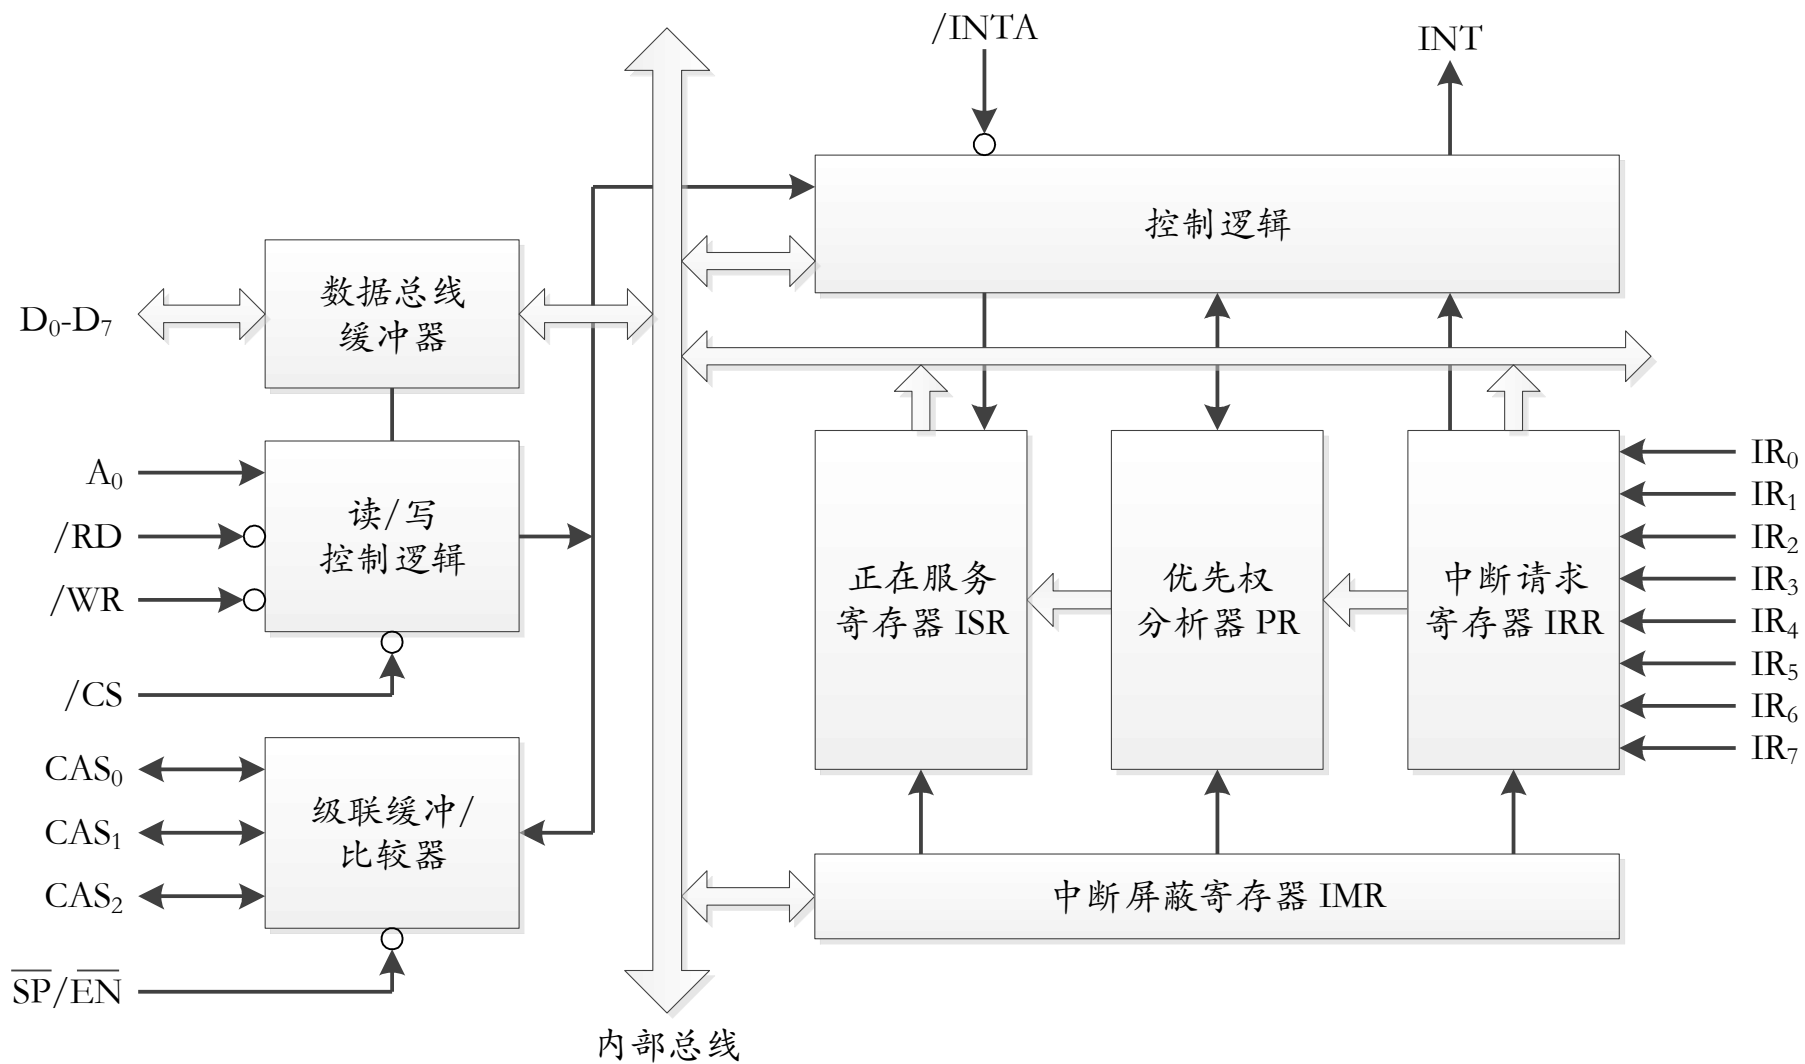 /INTA
INT
控制逻辑
数据总线
缓冲器
D₀-D₇
A₀
/RD
/WR
读/写
控制逻辑
/CS
CAS₀
CAS₁
CAS₂
级联缓冲/
比较器
S̅P̅/E̅N̅
内部总线
正在服务
寄存器 ISR
优先权
分析器 PR
中断请求
寄存器 IRR
IR₀
IR₁
IR₂
IR₃
IR₄
IR₅
IR₆
IR₇
中断屏蔽寄存器 IMR